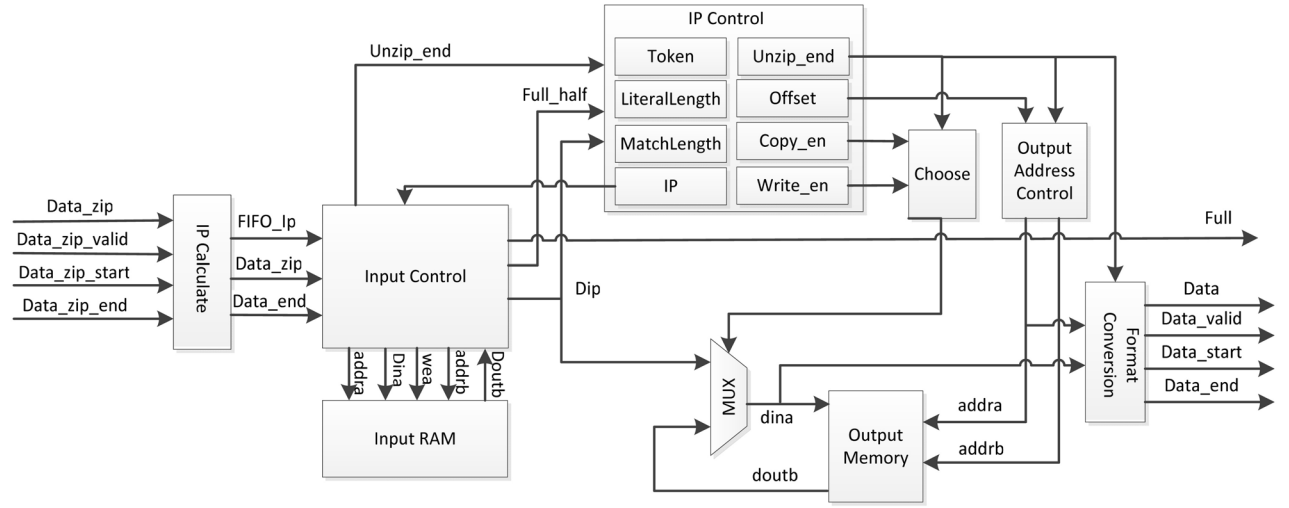 IP Control
Unzip_end
Token
Unzip_end
Full_half
LiteralLength
Offset
MatchLength
Copy_en
Choose
Output
Address
Control
IP
Write_en
Data_zip
Data_zip_valid
Data_zip_start
Data_zip_end
IP Calculate
FIFO_Ip
Data_zip
Data_end
Input Control
Full
Dip
addra
Dina
wea
addrb
Doutb
Input RAM
MUX
dina
doutb
Output
Memory
addra
addrb
Format
Conversion
Data
Data_valid
Data_start
Data_end